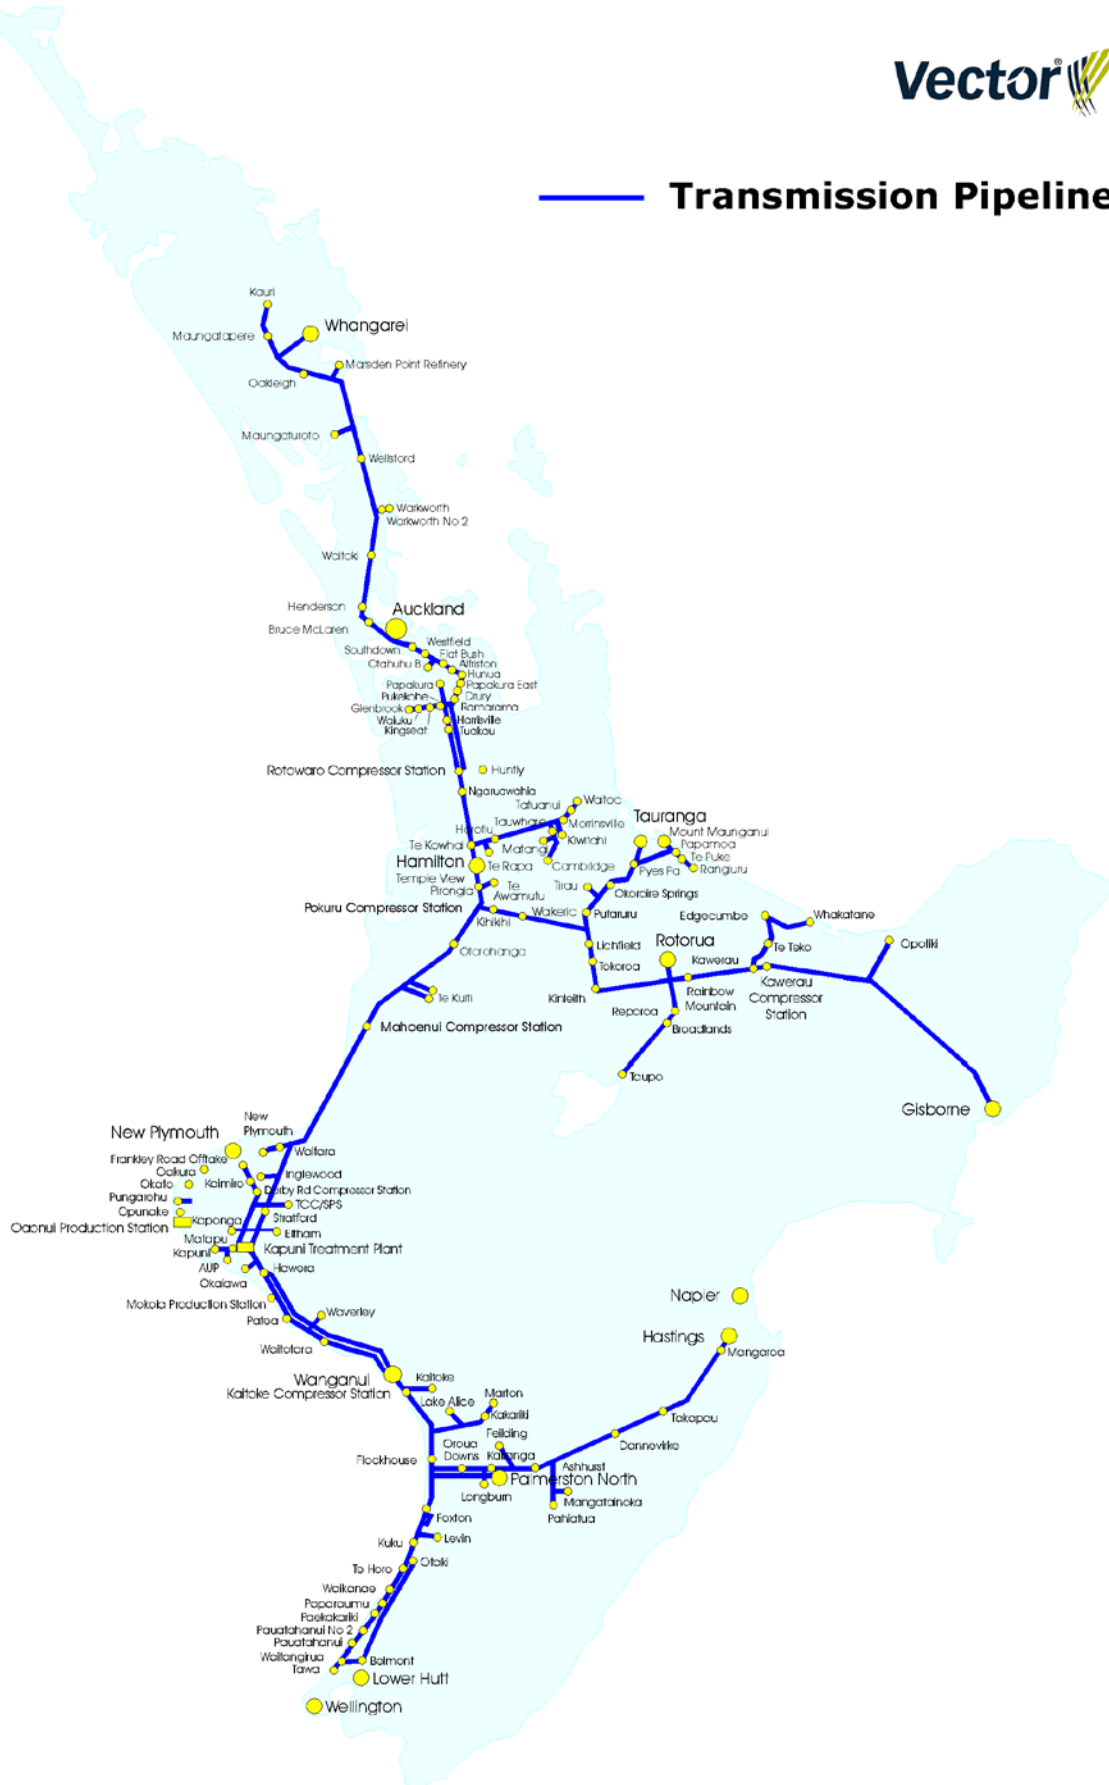 Vector®
Transmission Pipeline
Kauri
Whangarei
Maungatapere
Marsden Point Refinery
Oakleigh
Maungaturoto
Wellsford
Warkworth
Warkworth No 2
Waitoki
Henderson
Auckland
Bruce McLaren
Westfield
Southdown
Flat Bush
Otahuhu B
Alfriston
Hunua
Papakura
Papakura East
Pukekohe
Drury
Glenbrook
Ramarama
Waiuku
Harrisville
Kingseat
Tuakau
Rotowaro Compressor Station
Huntly
Ngaruawahia
Waitoa
Tatuanui
Tauranga
Tauwhare
Morrinsville
Horotiu
Mount Maunganui
Kiwitahi
Te Kowhai
Matangi
Papamoa
Hamilton
Te Rapa
Cambridge
Te Puke
Pyes Pa
Rangiuru
Temple View
Pirongia
Te
Awamutu
Tirau
Okoroire Springs
Pokuru Compressor Station
Kihikihi
Waikeria
Putaruru
Edgecumbe
Whakatane
Otorohanga
Lichfield
Rotorua
Te Teko
Opotiki
Tokoroa
Kawerau
Te Kuiti
Kinleith
Rainbow
Mountain
Kawerau
Compressor
Station
Reporoa
Mahoenui Compressor Station
Broadlands
Taupo
Gisborne
New
Plymouth
New Plymouth
Waitara
Frankley Road Offtake
Oakura
Inglewood
Okato
Kaimiro
Derby Rd Compressor Station
Pungarehu
TCC/SPS
Opunake
Kaponga
Stratford
Oaonui Production Station
Eltham
Matapu
Kapuni
Kapuni Treatment Plant
AUP
Hawera
Okaiawa
Mokoia Production Station
Napier
Patea
Waverley
Hastings
Waitotara
Mangaroa
Wanganui
Kaitoke
Kaitoke Compressor Station
Lake Alice
Marton
Kakariki
Takapau
Feilding
Oroua
Downs
Kairanga
Dannevirke
Flockhouse
Ashhurst
Palmerston North
Longburn
Mangatainoka
Pahiatua
Foxton
Levin
Kuku
Otaki
Te Horo
Waikanae
Paparaumu
Paekakariki
Pauatahanui No 2
Pauatahanui
Waitangirua
Belmont
Tawa
Lower Hutt
Wellington